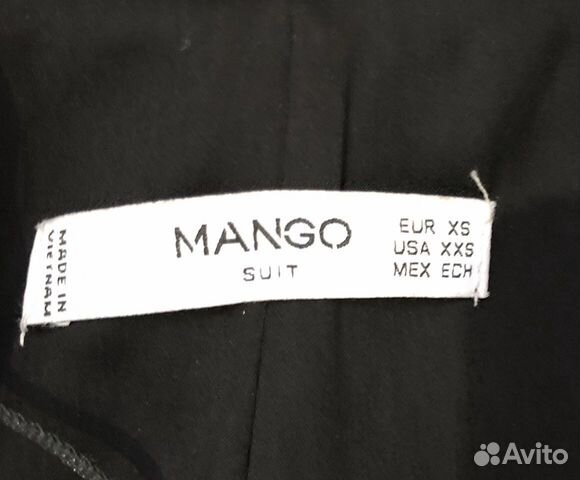 MADE IN
VIETNAM
MANGO
SUIT
EUR XS
USA XXS
MEX ECH
Avito